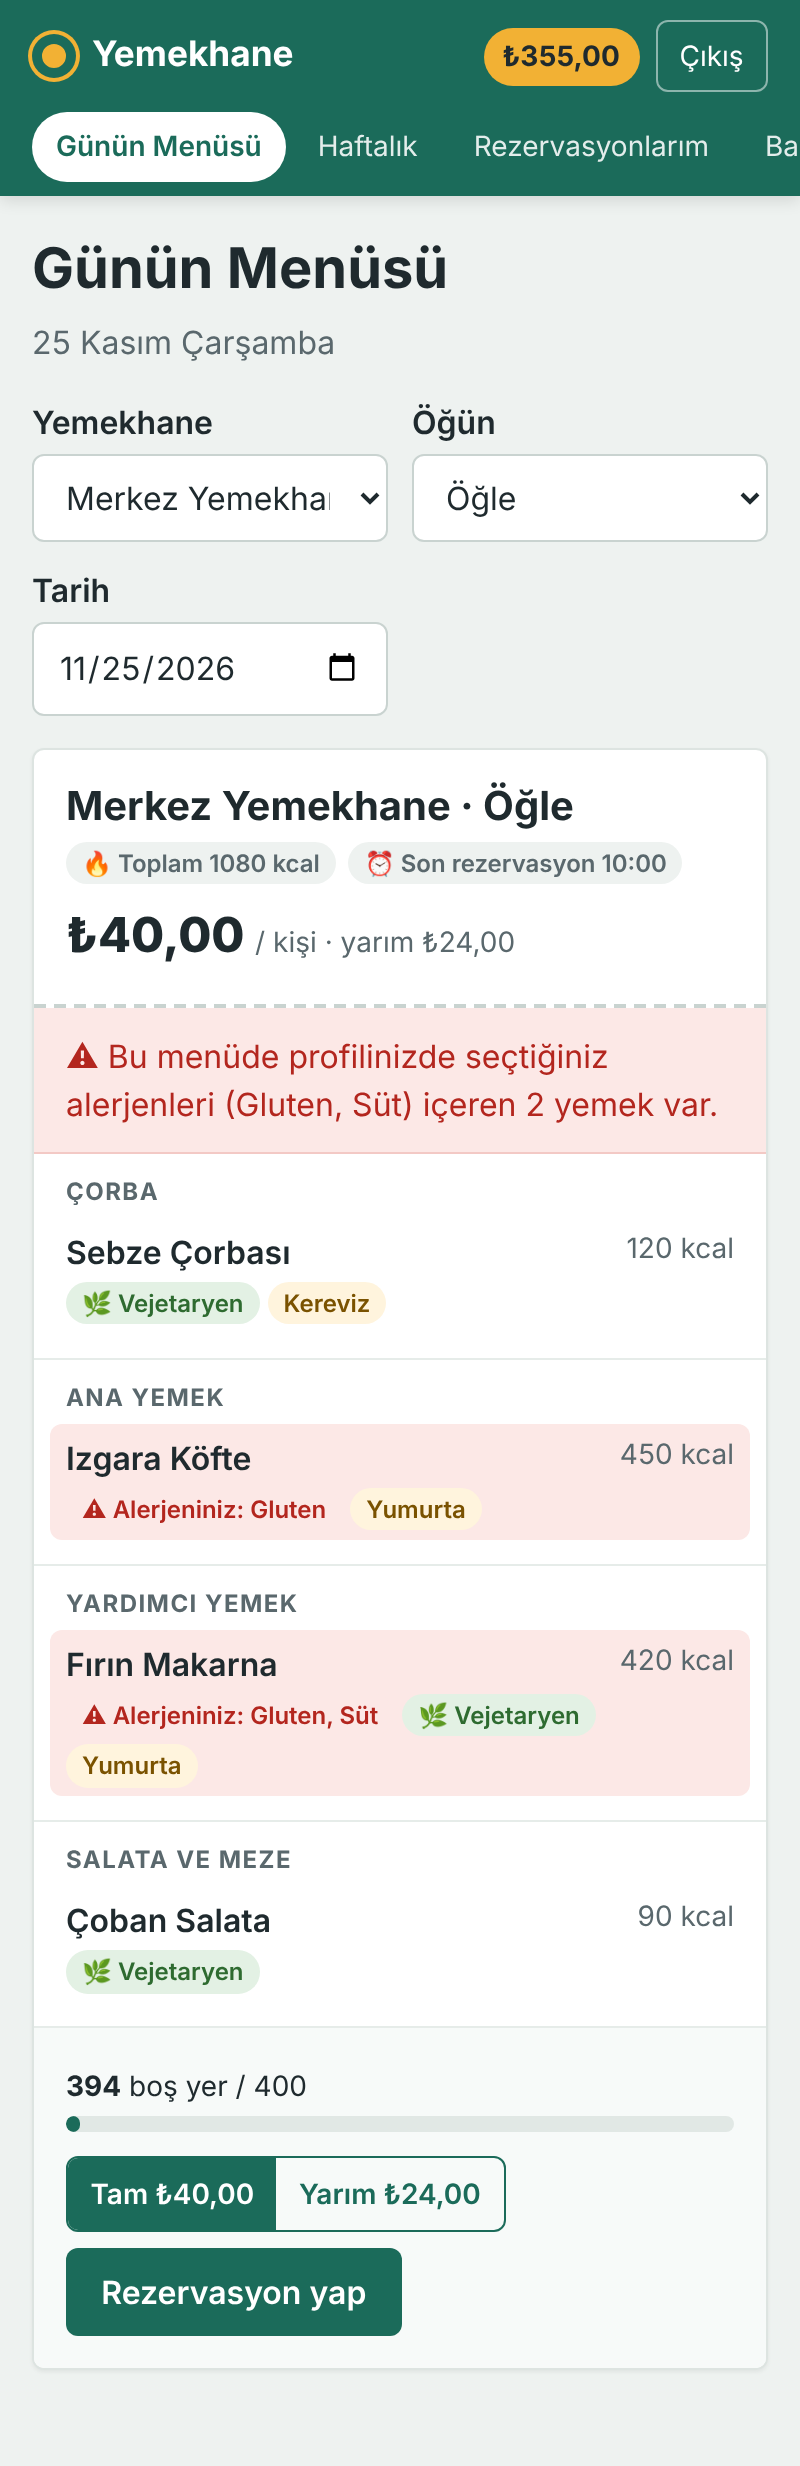 Yemekhane
₺355,00
Çıkış
Günün Menüsü
Haftalık
Rezervasyonlarım
Ba
Günün Menüsü
25 Kasım Çarşamba
Yemekhane
Öğün
Merkez Yemekha
Öğle
Tarih
11/25/2026
Merkez Yemekhane · Öğle
🔥 Toplam 1080 kcal
⏰ Son rezervasyon 10:00
₺40,00 / kişi · yarım ₺24,00
⚠ Bu menüde profilinizde seçtiğiniz
alerjenleri (Gluten, Süt) içeren 2 yemek var.
ÇORBA
Sebze Çorbası
120 kcal
🌿 Vejetaryen
Kereviz
ANA YEMEK
Izgara Köfte
450 kcal
⚠ Alerjeniniz: Gluten
Yumurta
YARDIMCI YEMEK
Fırın Makarna
420 kcal
⚠ Alerjeniniz: Gluten, Süt
🌿 Vejetaryen
Yumurta
SALATA VE MEZE
Çoban Salata
90 kcal
🌿 Vejetaryen
394 boş yer / 400
Tam ₺40,00
Yarım ₺24,00
Rezervasyon yap